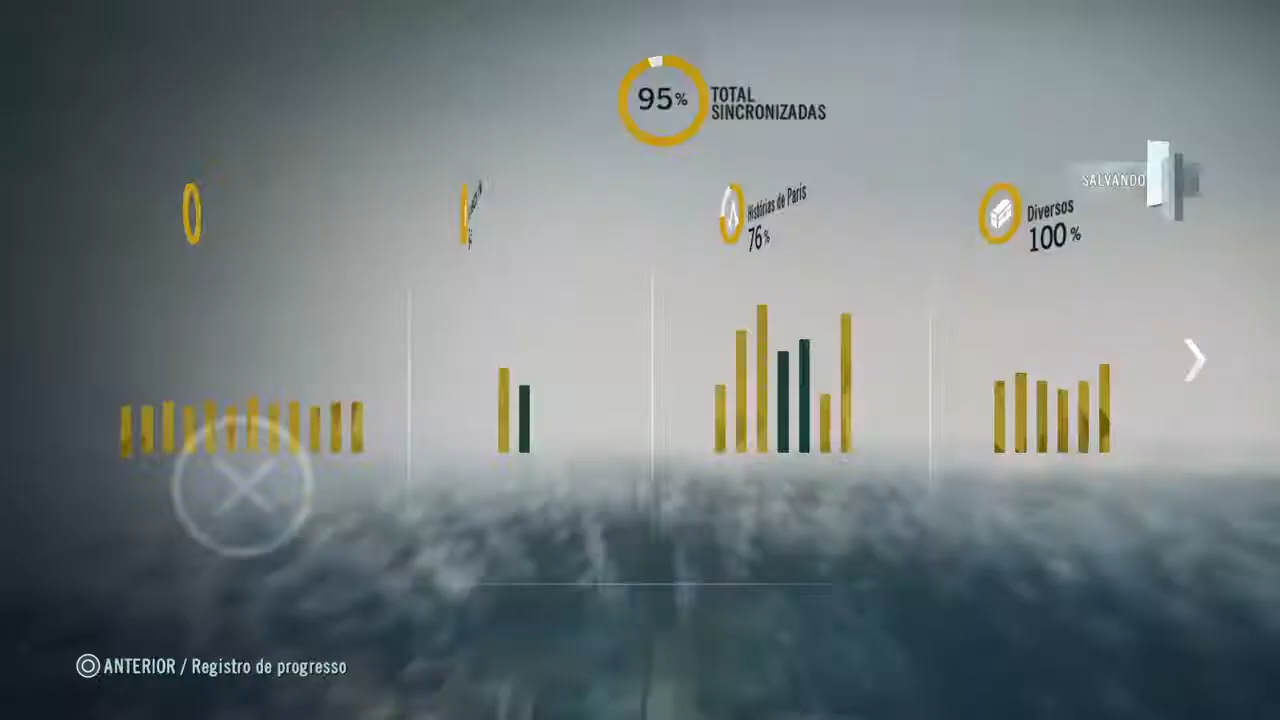 95%
TOTAL
SINCRONIZADAS
SALVANDO
Histórias de Paris
76%
Diversos
100%
ANTERIOR / Registro de progresso